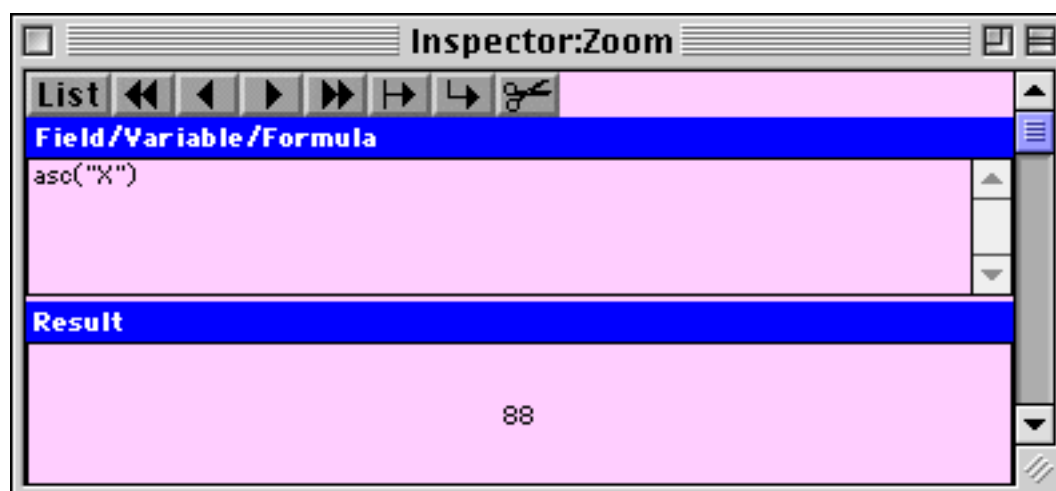 Inspector:Zoom
List
Field/Variable/Formula
asc("X")
Result
88